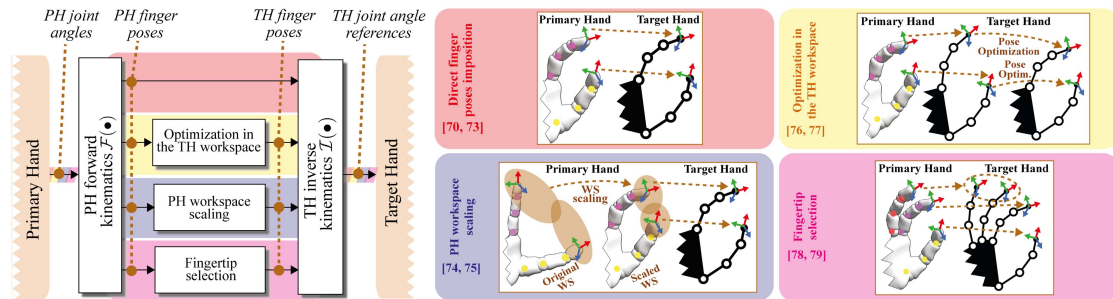 PH joint
angles
PH finger
poses
TH finger
poses
TH joint angle
references
Primary Hand
PH forward
kinematics ℱ(●)
Optimization in
the TH workspace
PH workspace
scaling
Fingertip
selection
TH inverse
kinematics ℐ(●)
Target Hand
Direct finger
poses imposition
[70, 73]
Primary Hand
Target Hand
Optimization in
the TH workspace
[76, 77]
Primary Hand
Target Hand
Pose
Optimization
Pose
Optim.
PH workspace
scaling
[74, 75]
Primary Hand
Target Hand
WS
scaling
Original
WS
Scaled
WS
Fingertip
selection
[78, 79]
Primary Hand
Target Hand